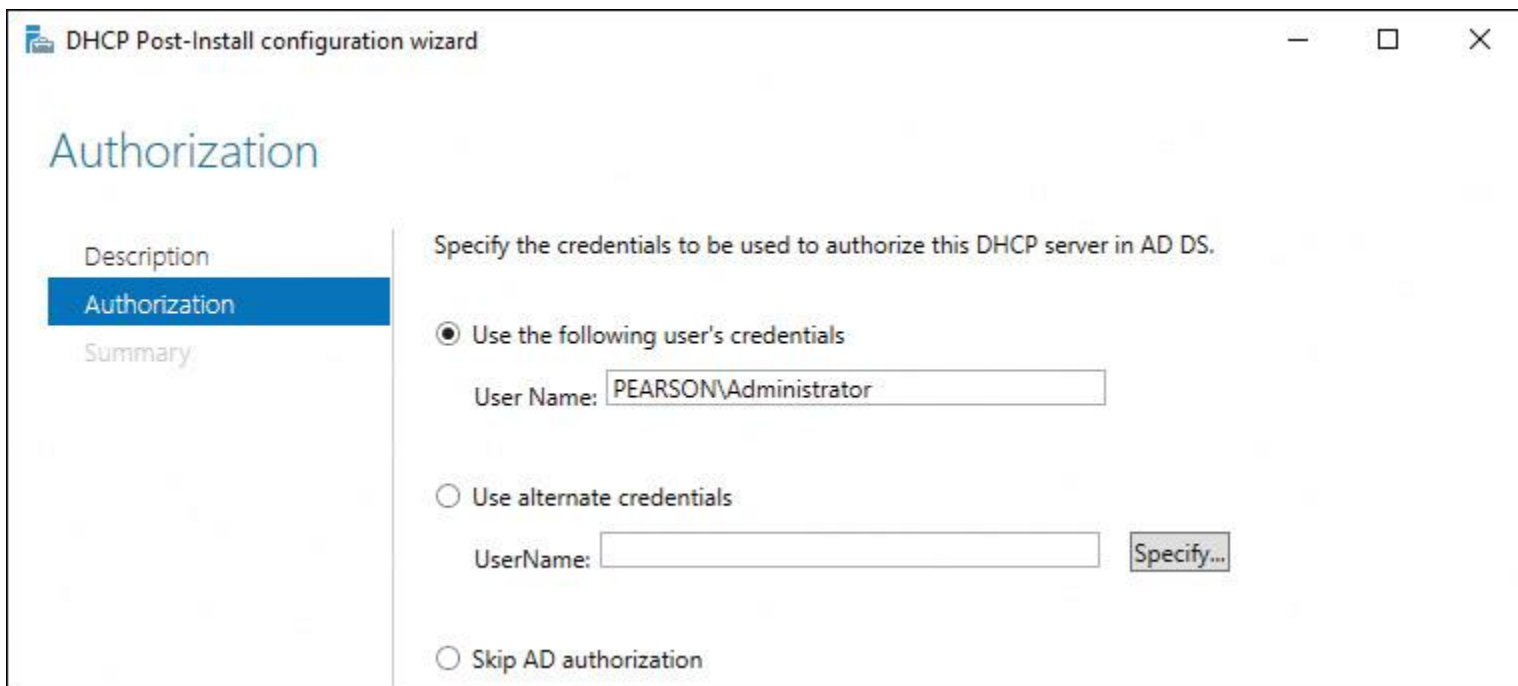 DHCP Post-Install configuration wizard
Authorization
Description
Authorization
Summary
Specify the credentials to be used to authorize this DHCP server in AD DS.
Use the following user's credentials
User Name: PEARSON\Administrator
Use alternate credentials
UserName:
Specify...
Skip AD authorization